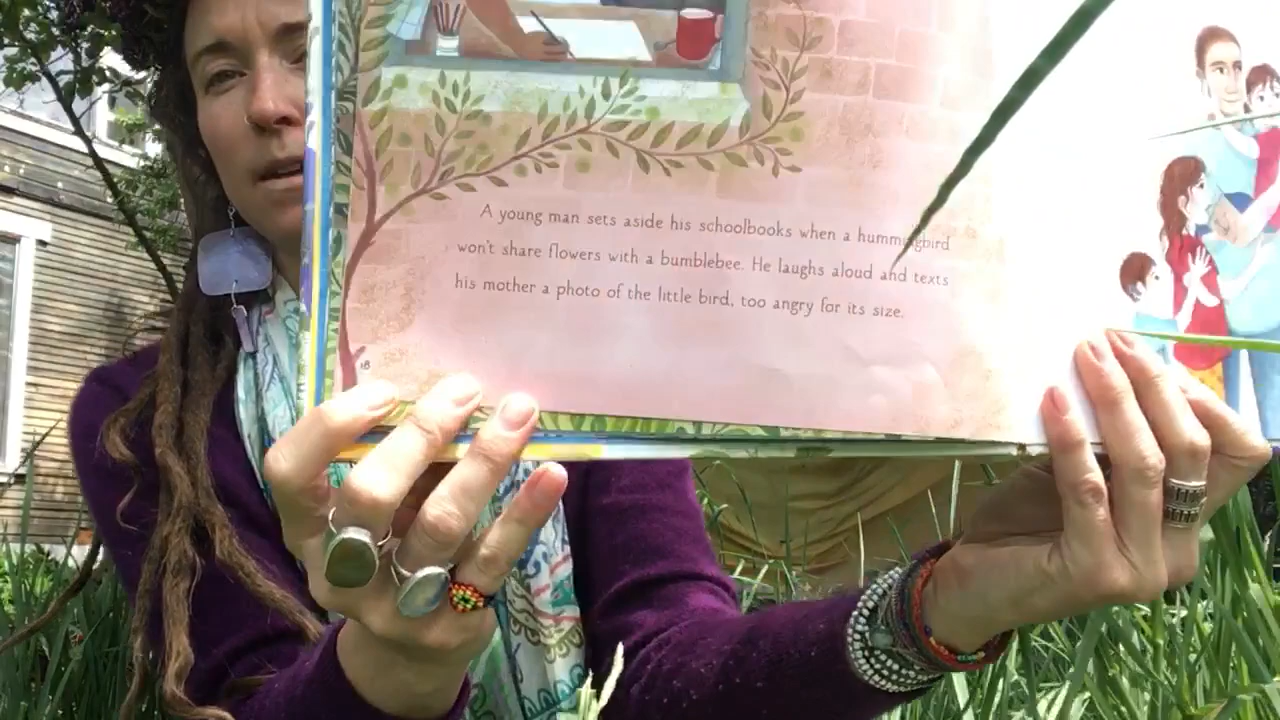 A young man sets aside his schoolbooks when a hummingbird
won't share flowers with a bumblebee. He laughs aloud and texts
his mother a photo of the little bird, too angry for its size.
18